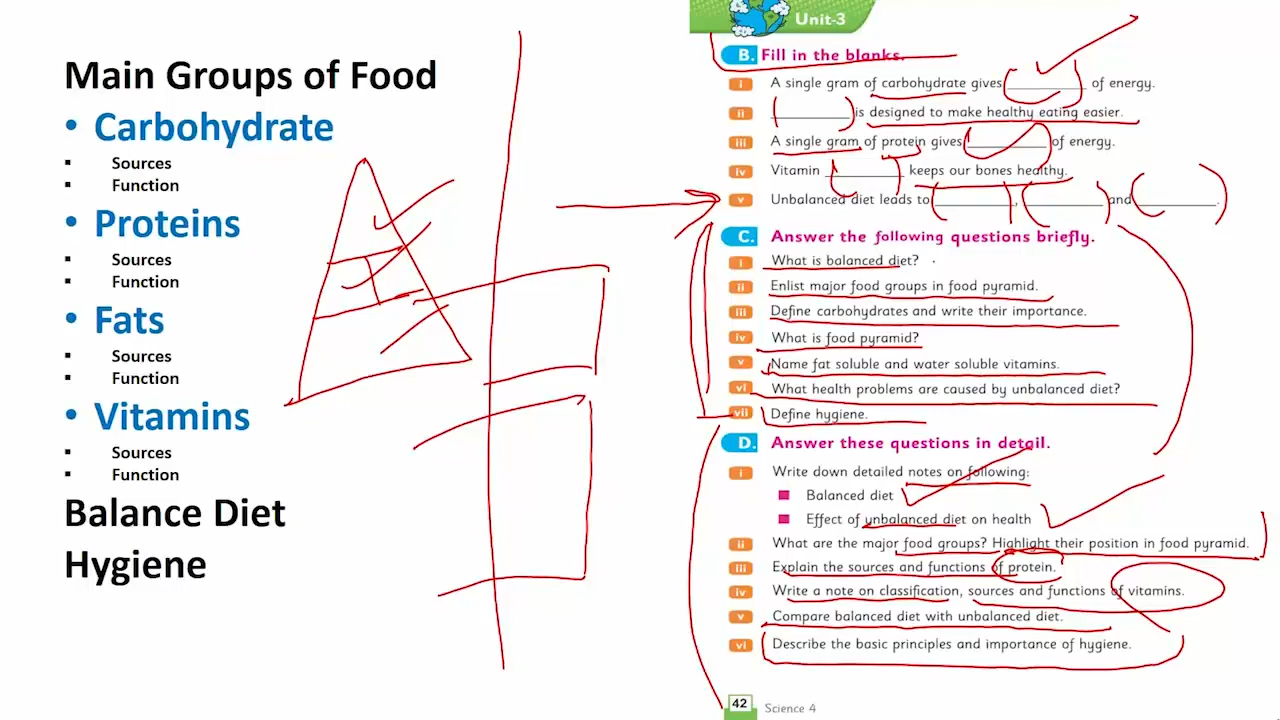 Main Groups of Food
• Carbohydrate
▪ Sources
▪ Function
• Proteins
▪ Sources
▪ Function
• Fats
▪ Sources
▪ Function
• Vitamins
▪ Sources
▪ Function
Balance Diet
Hygiene
Unit-3
B. Fill in the blanks.
i A single gram of carbohydrate gives __________ of energy.
ii __________ is designed to make healthy eating easier.
iii A single gram of protein gives __________ of energy.
iv Vitamin __________ keeps our bones healthy.
v Unbalanced diet leads to __________, __________ and __________.
C. Answer the following questions briefly.
i What is balanced diet?
ii Enlist major food groups in food pyramid.
iii Define carbohydrates and write their importance.
iv What is food pyramid?
v Name fat soluble and water soluble vitamins.
vi What health problems are caused by unbalanced diet?
vii Define hygiene.
D. Answer these questions in detail.
i Write down detailed notes on following:
■ Balanced diet
■ Effect of unbalanced diet on health
ii What are the major food groups? Highlight their position in food pyramid.
iii Explain the sources and functions of protein.
iv Write a note on classification, sources and functions of vitamins.
v Compare balanced diet with unbalanced diet.
vi Describe the basic principles and importance of hygiene.
42 Science 4